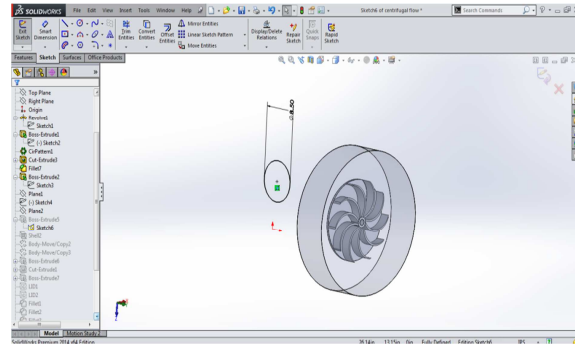 SOLIDWORKS File Edit View Insert Tools Window Help Sketch6 of centrifugal flow * Search Commands
Exit Sketch
Smart Dimension
Trim Entities
Convert Entities
Offset Entities
Mirror Entities
Linear Sketch Pattern
Move Entities
Display/Delete Relations
Repair Sketch
Quick Snaps
Rapid Sketch
Features Sketch Surfaces Office Products
Top Plane
Right Plane
Origin
Revolve1
Sketch1
Boss-Extrude1
(-) Sketch2
CirPattern1
Cut-Extrude3
Fillet7
Boss-Extrude2
Sketch3
Plane1
(-) Sketch4
Plane2
Boss-Extrude5
Sketch6
Shell2
Body-Move/Copy1
Body-Move/Copy2
Boss-Extrude6
Cut-Extrude6
Boss-Extrude7
LID1
LID2
Fillet1
Fillet2
Model Motion Study
SolidWorks Premium 2014 x64 Edition 13.15in 0in Fully Defined Editing Sketch6 IPS